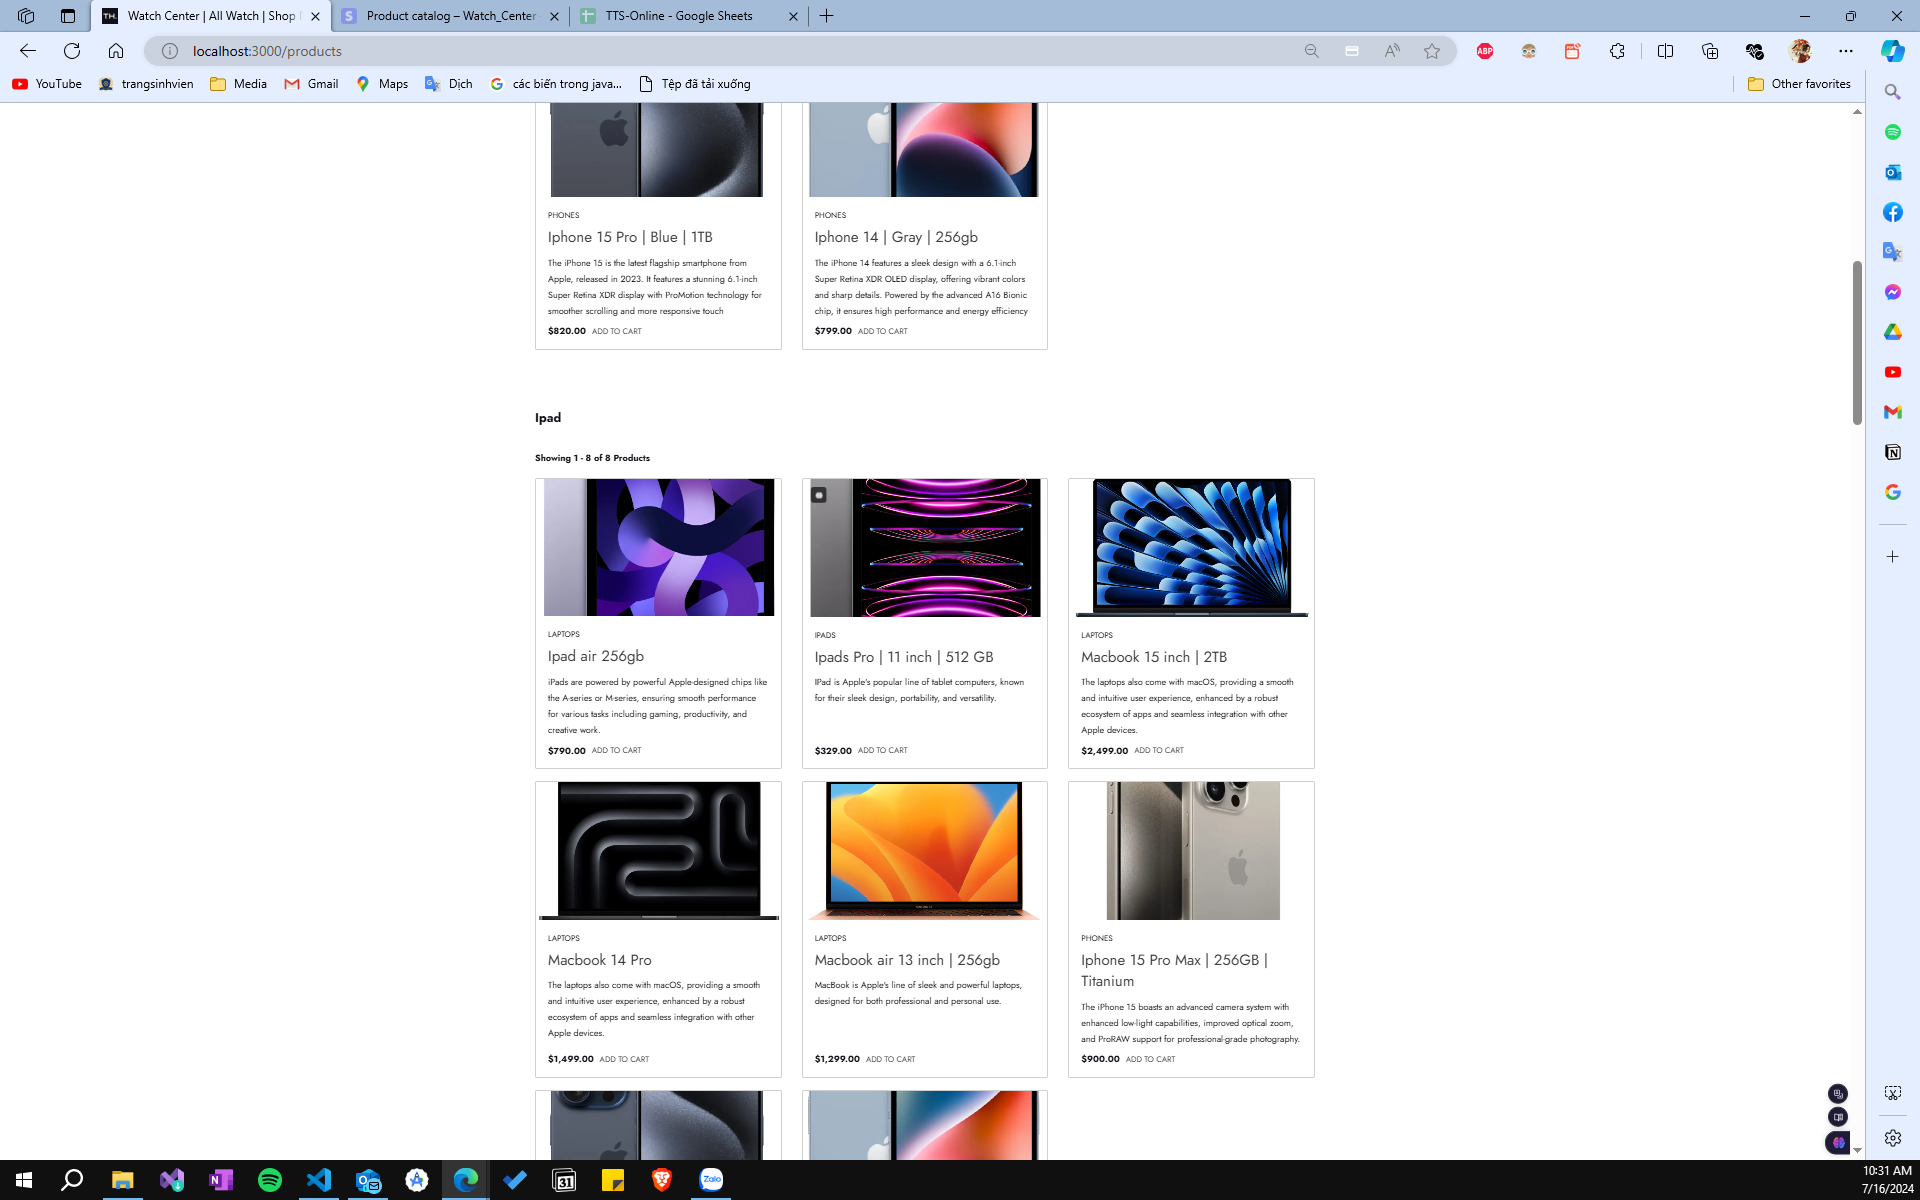 Watch Center | All Watch | Shop
Product catalog – Watch_Center
TTS-Online - Google Sheets
localhost:3000/products
YouTube
trangsinhvien
Media
Gmail
Maps
Dịch
các biến trong java...
Tệp đã tải xuống
Other favorites
PHONES
Iphone 15 Pro | Blue | 1TB
The iPhone 15 is the latest flagship smartphone from
Apple, released in 2023. It features a stunning 6.1-inch
Super Retina XDR display with ProMotion technology for
smoother scrolling and more responsive touch
$820.00 ADD TO CART
PHONES
Iphone 14 | Gray | 256gb
The iPhone 14 features a sleek design with a 6.1-inch
Super Retina XDR OLED display, offering vibrant colors
and sharp details. Powered by the advanced A16 Bionic
chip, it ensures high performance and energy efficiency
$799.00 ADD TO CART
Ipad
Showing 1 - 8 of 8 Products
LAPTOPS
Ipad air 256gb
iPads are powered by powerful Apple-designed chips like
the A-series or M-series, ensuring smooth performance
for various tasks including gaming, productivity, and
creative work.
$790.00 ADD TO CART
IPADS
Ipads Pro | 11 inch | 512 GB
IPad is Apple's popular line of tablet computers, known
for their sleek design, portability, and versatility.
$329.00 ADD TO CART
LAPTOPS
Macbook 15 inch | 2TB
The laptops also come with macOS, providing a smooth
and intuitive user experience, enhanced by a robust
ecosystem of apps and seamless integration with other
Apple devices.
$2,499.00 ADD TO CART
LAPTOPS
Macbook 14 Pro
The laptops also come with macOS, providing a smooth
and intuitive user experience, enhanced by a robust
ecosystem of apps and seamless integration with other
Apple devices.
$1,499.00 ADD TO CART
LAPTOPS
Macbook air 13 inch | 256gb
MacBook is Apple's line of sleek and powerful laptops,
designed for both professional and personal use.
$1,299.00 ADD TO CART
PHONES
Iphone 15 Pro Max | 256GB |
Titanium
The iPhone 15 boasts an advanced camera system with
enhanced low-light capabilities, improved optical zoom,
and ProRAW support for professional-grade photography.
$900.00 ADD TO CART
10:31 AM
7/16/2024